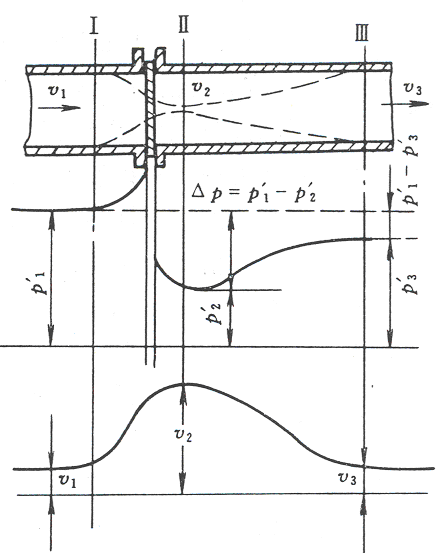 I II III
v₁ v₂ v₃
Δp = p′₁ − p′₂
p′₁ − p′₃
p′₁ p′₂ p′₃
v₁ v₂ v₃